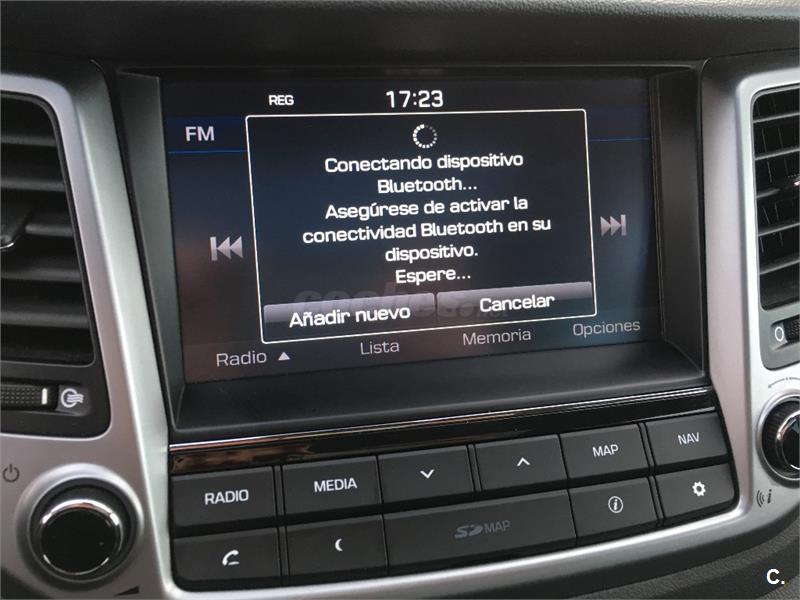 REG 17:23
FM
Conectando dispositivo
Bluetooth...
Asegúrese de activar la
conectividad Bluetooth en su
dispositivo.
Espere...
Añadir nuevo Cancelar
Radio ▲ Lista Memoria Opciones
RADIO MEDIA MAP NAV
SD MAP
C.